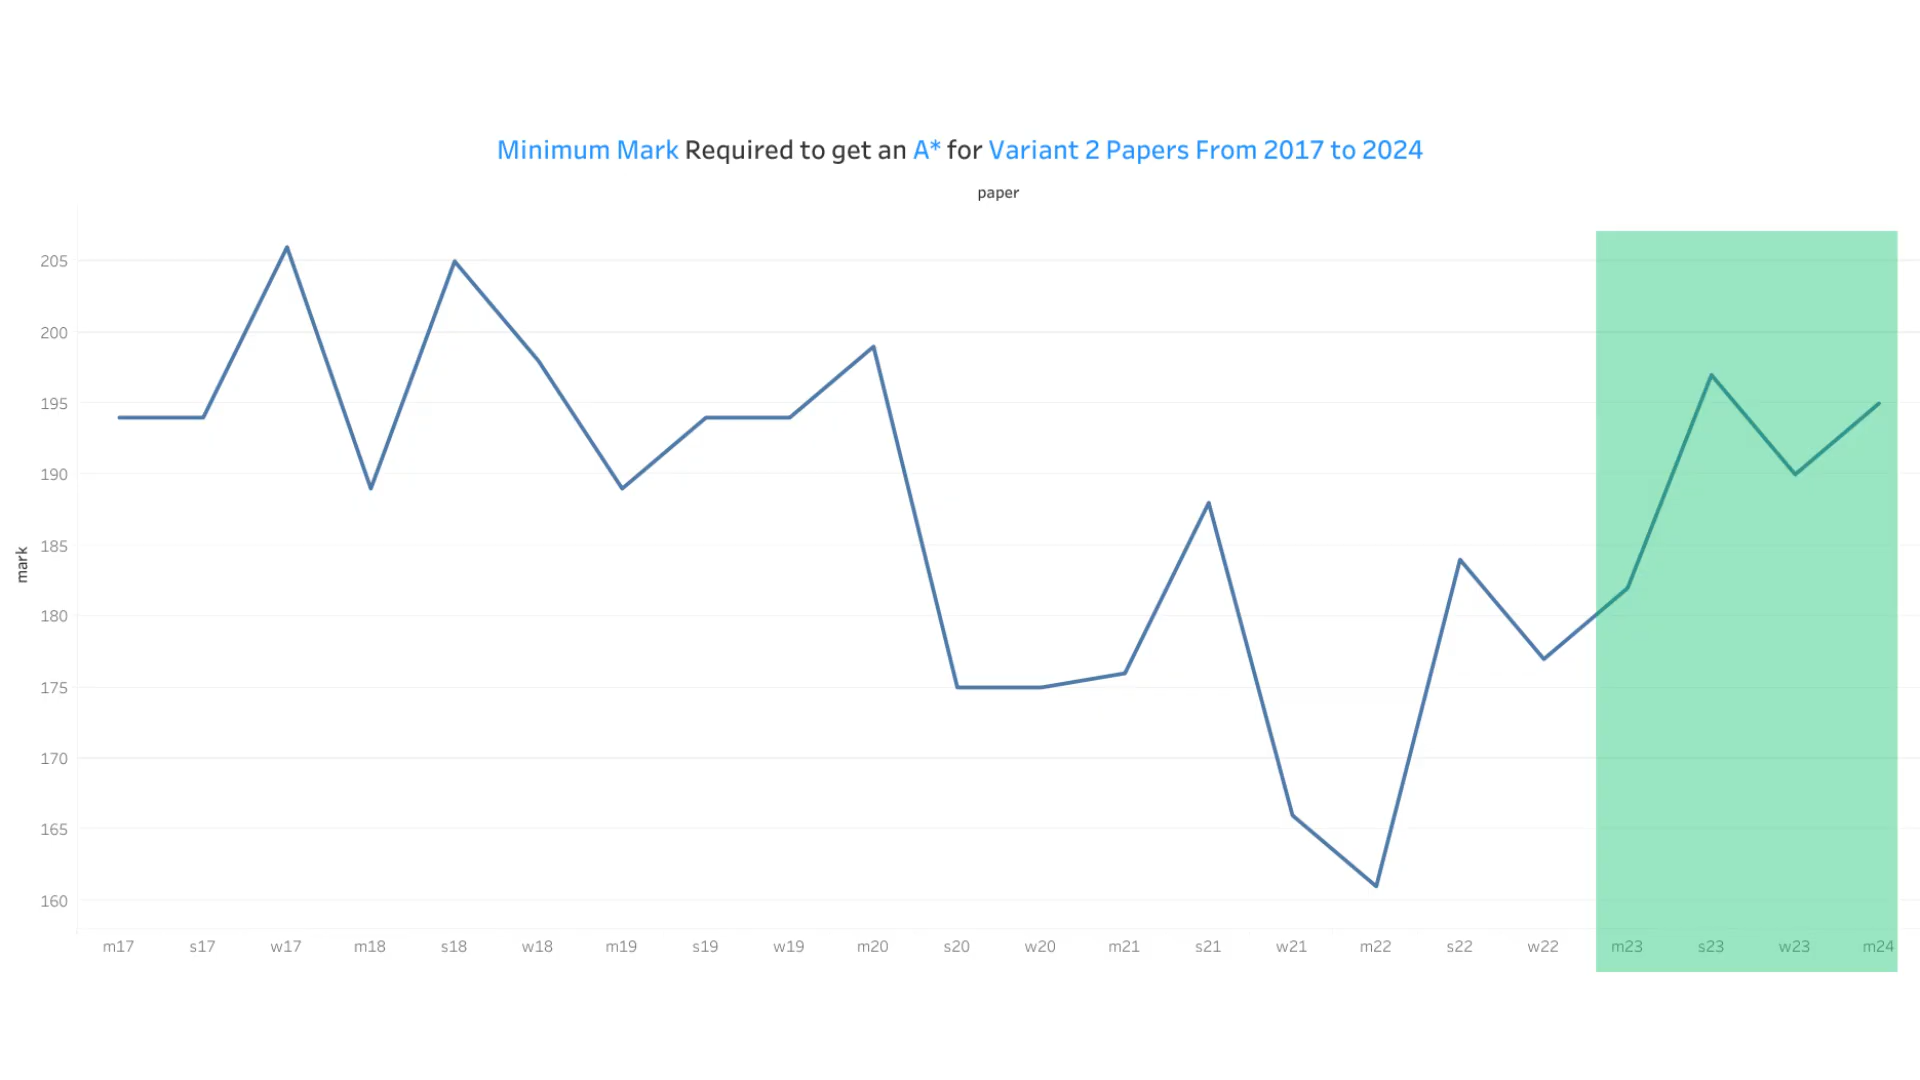 Minimum Mark Required to get an A* for Variant 2 Papers From 2017 to 2024
paper
205
200
195
190
185
180
175
170
165
160
mark
m17 s17 w17 m18 s18 w18 m19 s19 w19 m20 s20 w20 m21 s21 w21 m22 s22 w22 m23 s23 w23 m24